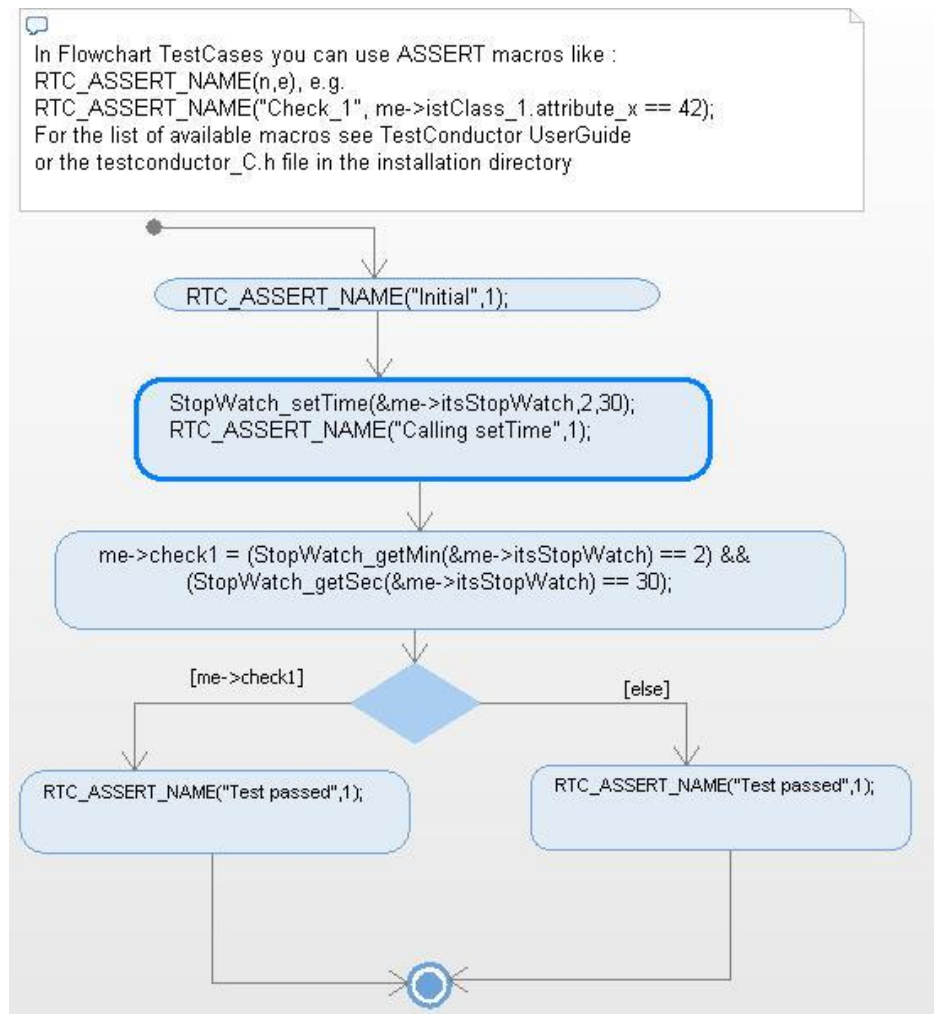 In Flowchart TestCases you can use ASSERT macros like :
RTC_ASSERT_NAME(n,e), e.g.
RTC_ASSERT_NAME("Check_1", me->istClass_1.attribute_x == 42);
For the list of available macros see TestConductor UserGuide
or the testconductor_C.h file in the installation directory
RTC_ASSERT_NAME("Initial",1);
StopWatch_setTime(&me->itsStopWatch,2,30);
RTC_ASSERT_NAME("Calling setTime",1);
me->check1 = (StopWatch_getMin(&me->itsStopWatch) == 2) &&
(StopWatch_getSec(&me->itsStopWatch) == 30);
[me->check1]
[else]
RTC_ASSERT_NAME("Test passed",1);
RTC_ASSERT_NAME("Test passed",1);